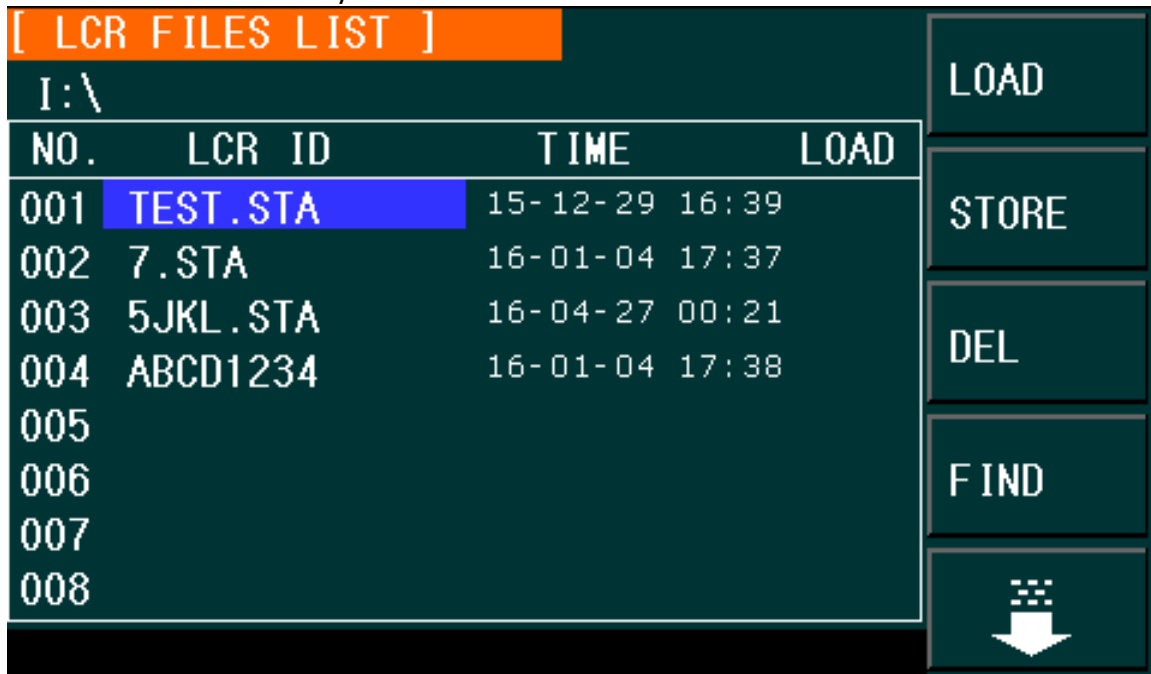 [ LCR FILES LIST ]
I:\
NO. LCR ID TIME LOAD
001 TEST.STA 15-12-29 16:39
002 7.STA 16-01-04 17:37
003 5JKL.STA 16-04-27 00:21
004 ABCD1234 16-01-04 17:38
005
006
007
008
LOAD
STORE
DEL
FIND